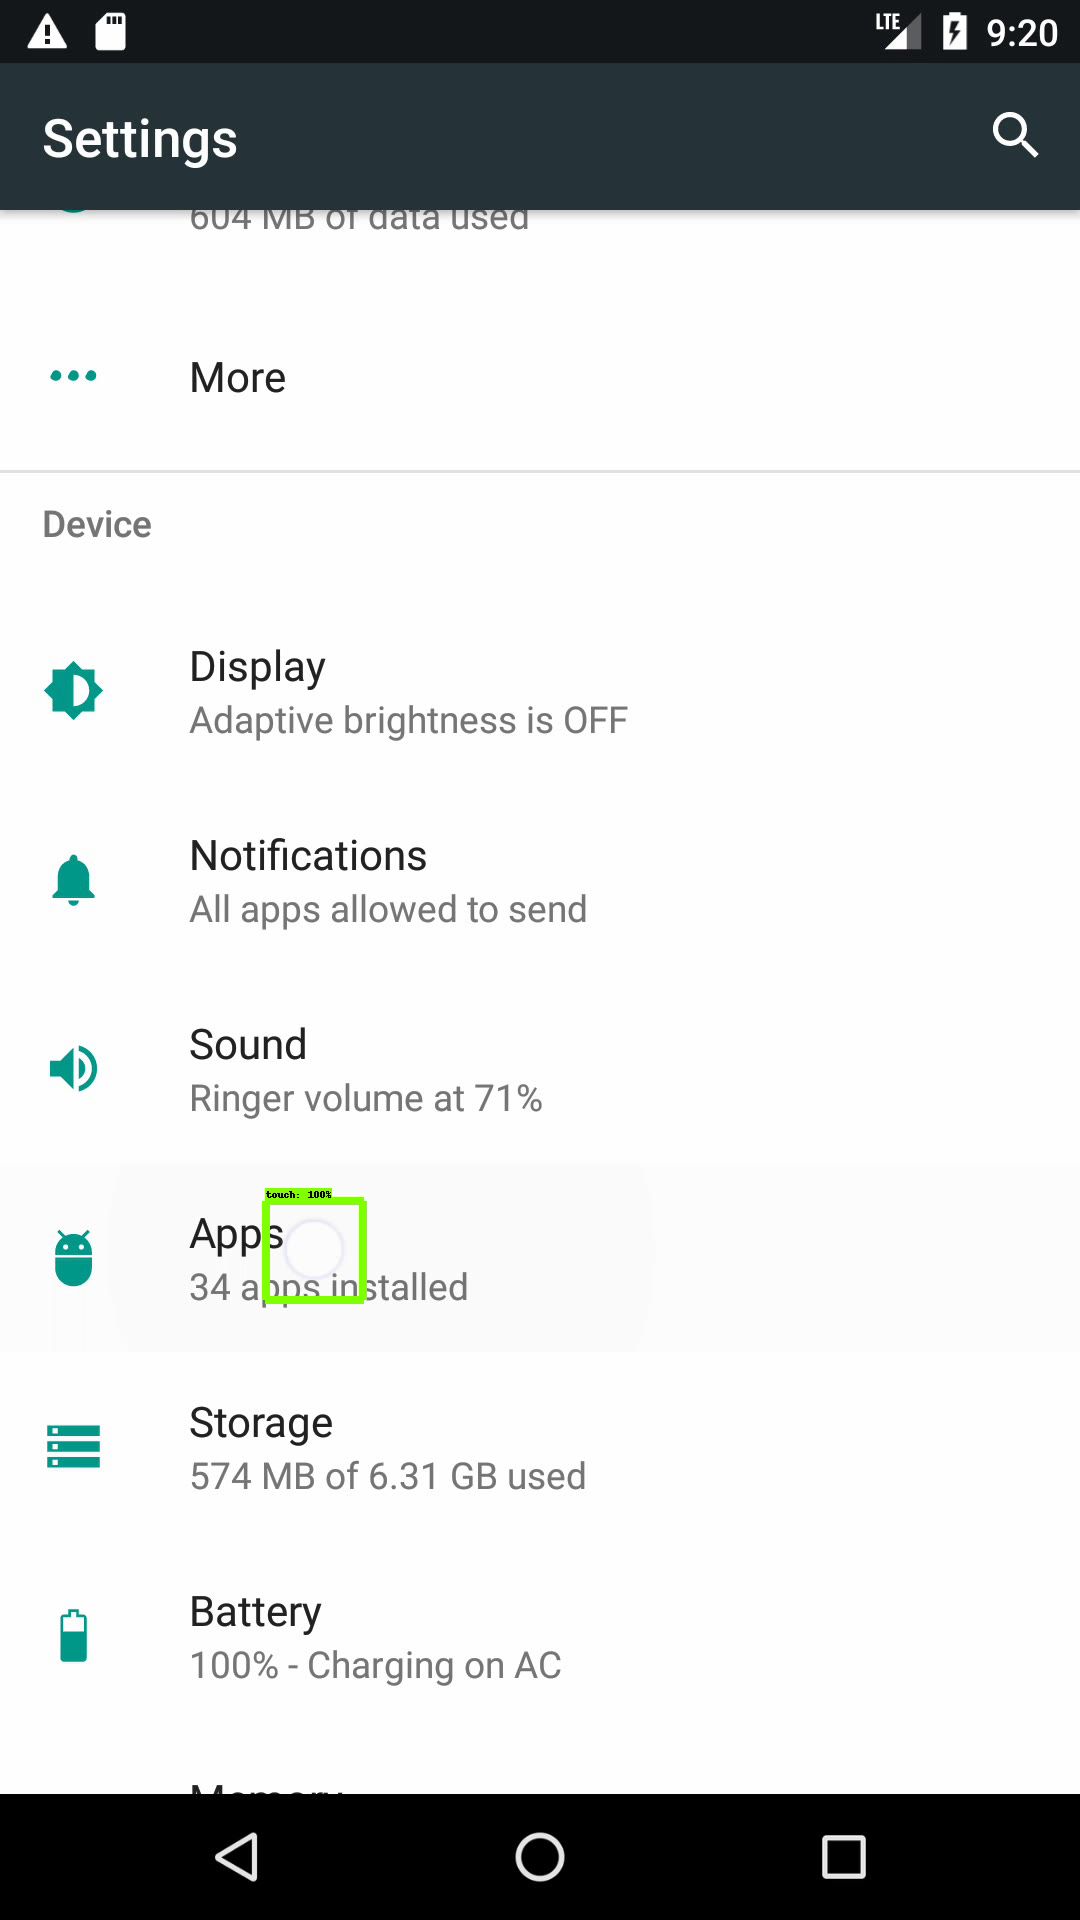 LTE 9:20
Settings
604 MB of data used
More
Device
Display
Adaptive brightness is OFF
Notifications
All apps allowed to send
Sound
Ringer volume at 71%
touch: 100%
Apps
34 apps installed
Storage
574 MB of 6.31 GB used
Battery
100% - Charging on AC
Memory